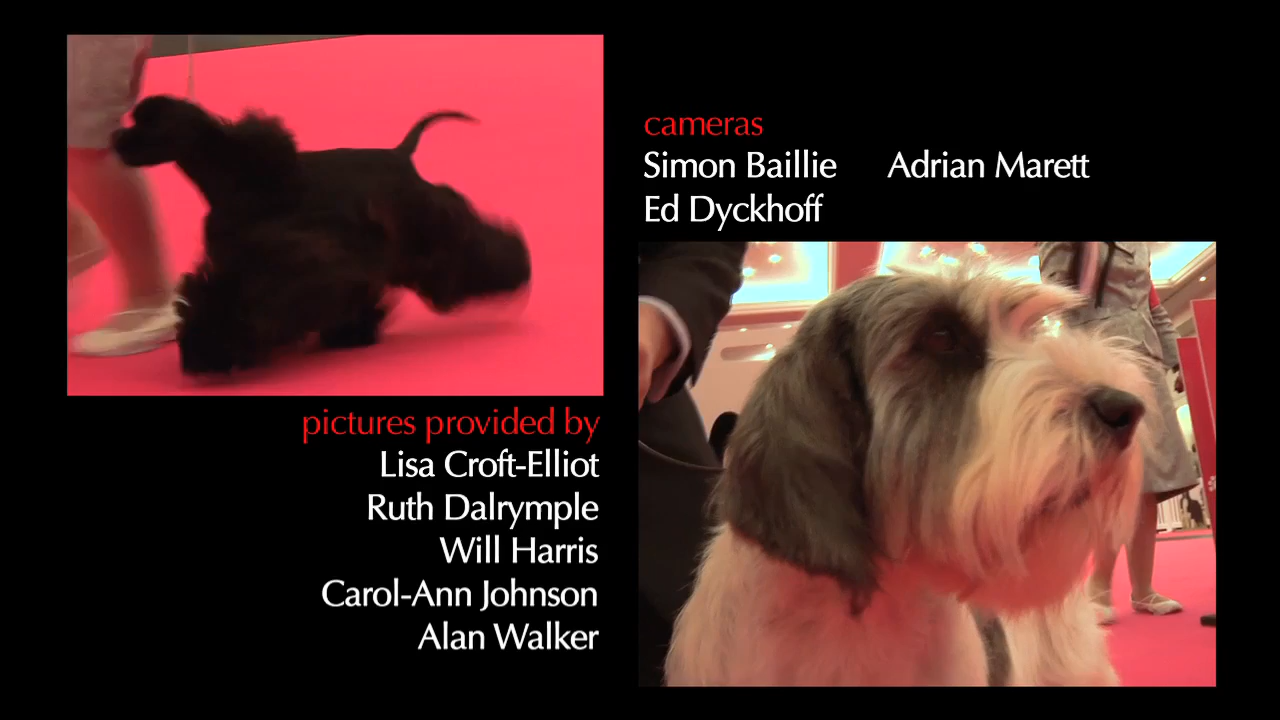 cameras
Simon Baillie Adrian Marett
Ed Dyckhoff
pictures provided by
Lisa Croft-Elliot
Ruth Dalrymple
Will Harris
Carol-Ann Johnson
Alan Walker